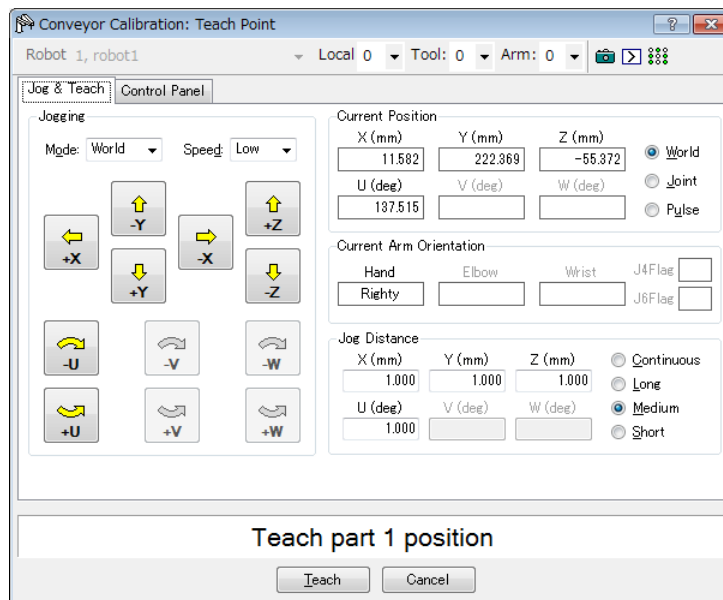 Conveyor Calibration: Teach Point
Robot 1, robot1 Local 0 Tool: 0 Arm: 0
Jog & Teach Control Panel
Jogging
Mode: World Speed: Low
-Y +Z
+X -X
+Y -Z
-U -V -W
+U +V +W
Current Position
X (mm) Y (mm) Z (mm)
11.582 222.369 -55.372
World
U (deg) V (deg) W (deg)
Joint
137.515
Pulse
Current Arm Orientation
Hand Elbow Wrist J4Flag
Righty J6Flag
Jog Distance
X (mm) Y (mm) Z (mm) Continuous
1.000 1.000 1.000 Long
U (deg) V (deg) W (deg) Medium
1.000 Short
Teach part 1 position
Teach Cancel